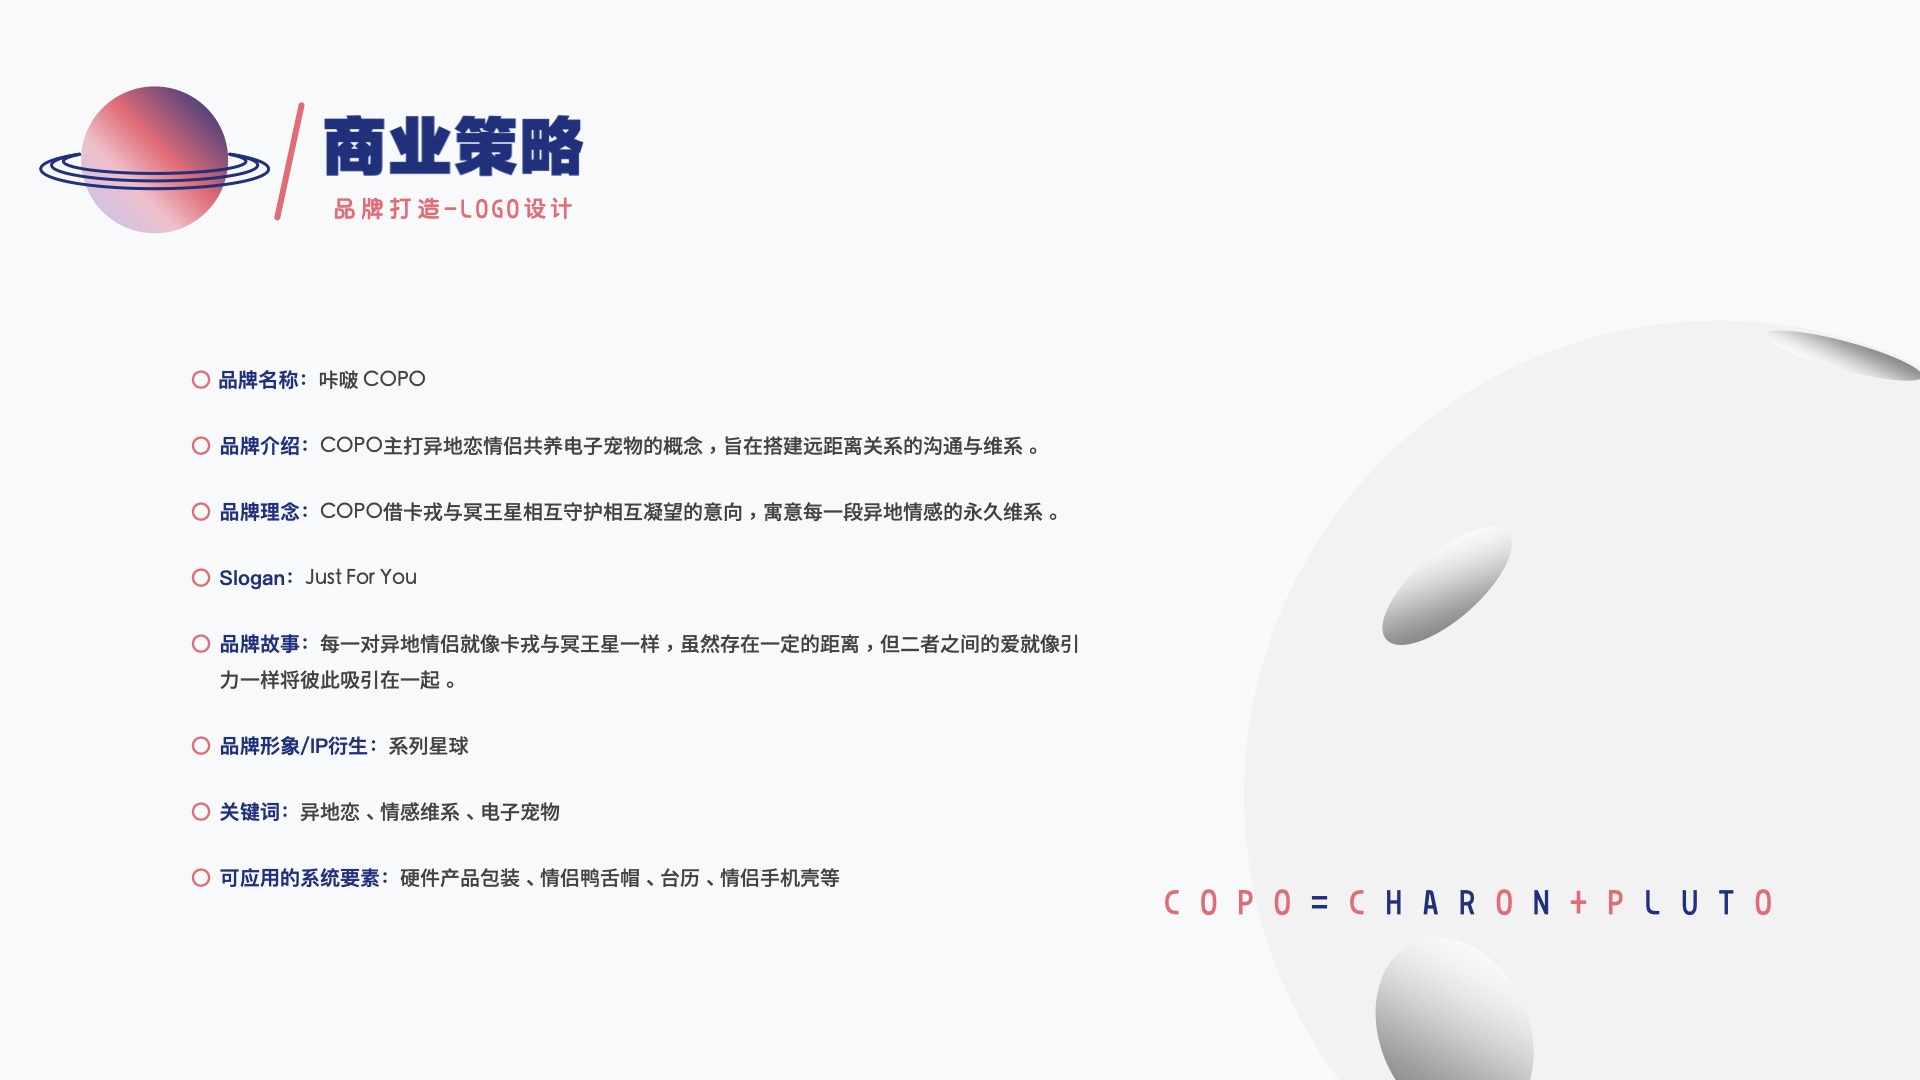 商业策略
品牌打造-LOGO设计
品牌名称：咔啵 COPO
品牌介绍：COPO主打异地恋情侣共养电子宠物的概念，旨在搭建远距离关系的沟通与维系。
品牌理念：COPO借卡戎与冥王星相互守护相互凝望的意向，寓意每一段异地情感的永久维系。
Slogan：Just For You
品牌故事：每一对异地情侣就像卡戎与冥王星一样，虽然存在一定的距离，但二者之间的爱就像引
力一样将彼此吸引在一起。
品牌形象/IP衍生：系列星球
关键词：异地恋、情感维系、电子宠物
可应用的系统要素：硬件产品包装、情侣鸭舌帽、台历、情侣手机壳等
COPO=CHARON+PLUTO